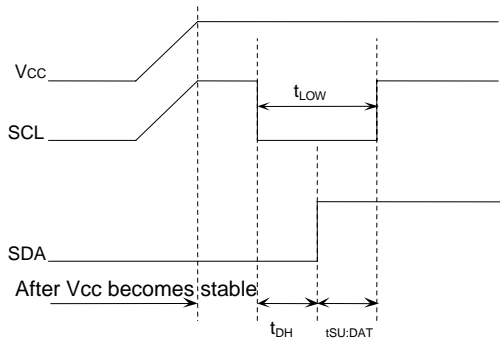 VCC
tLOW
SCL
SDA
After Vcc becomes stable
tDH
tSU;DAT